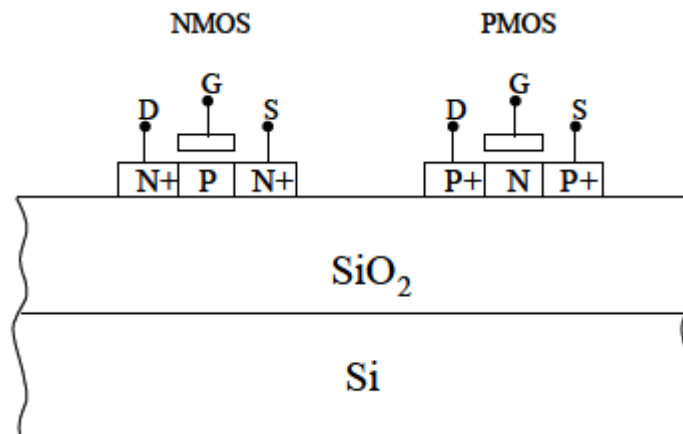 NMOS PMOS
G G
D S D S
N+ P N+ P+ N P+
SiO₂
Si